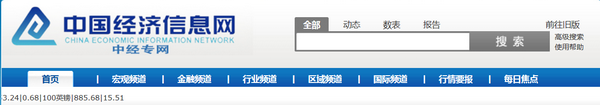 中国经济信息网
CHINA ECONOMIC INFORMATION NETWORK
中经专网
全部 动态 数表 报告
搜索
前往旧版
高级搜索
使用帮助
首页 | 宏观频道 | 金融频道 | 行业频道 | 区域频道 | 国际频道 | 行情要报 | 每日焦点
-3.24|0.68|100英镑|885.68|15.51